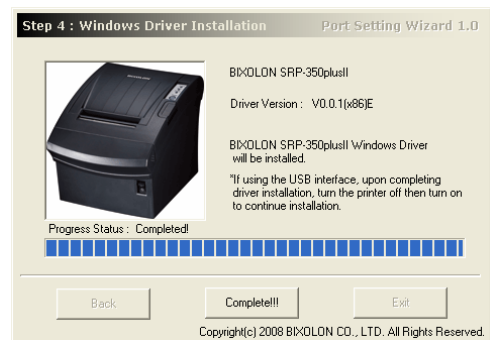 Step 4 : Windows Driver Installation
Port Setting Wizard 1.0
BIXOLON SRP-350plusII
Driver Version : V0.0.1(x86)E
BIXOLON SRP-350plusII Windows Driver
will be installed.
"If using the USB interface, upon completing
driver installation, turn the printer off then turn on
to continue installation.
Progress Status : Completed!
Back
Complete!!!
Exit
Copyright(c) 2008 BIXOLON CO., LTD. All Rights Reserved.